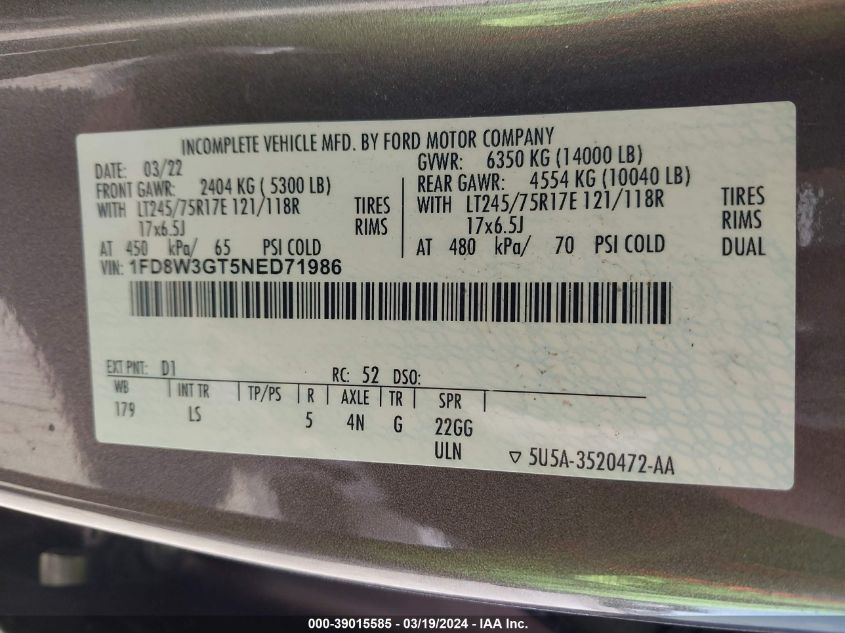 INCOMPLETE VEHICLE MFD. BY FORD MOTOR COMPANY
DATE: 03/22 GVWR: 6350 KG (14000 LB)
FRONT GAWR: 2404 KG ( 5300 LB) REAR GAWR: 4554 KG (10040 LB)
WITH LT245/75R17E 121/118R TIRES WITH LT245/75R17E 121/118R TIRES
17x6.5J RIMS 17x6.5J RIMS
AT 450 kPa/ 65 PSI COLD AT 480 kPa/ 70 PSI COLD DUAL
VIN: 1FD8W3GT5NED71986
EXT PNT: D1 RC: 52 DSO:
WB INT TR TP/PS R AXLE TR SPR
179 LS 5 4N G 22GG
ULN ▽ 5U5A-3520472-AA
000-39015585 - 03/19/2024 - IAA Inc.